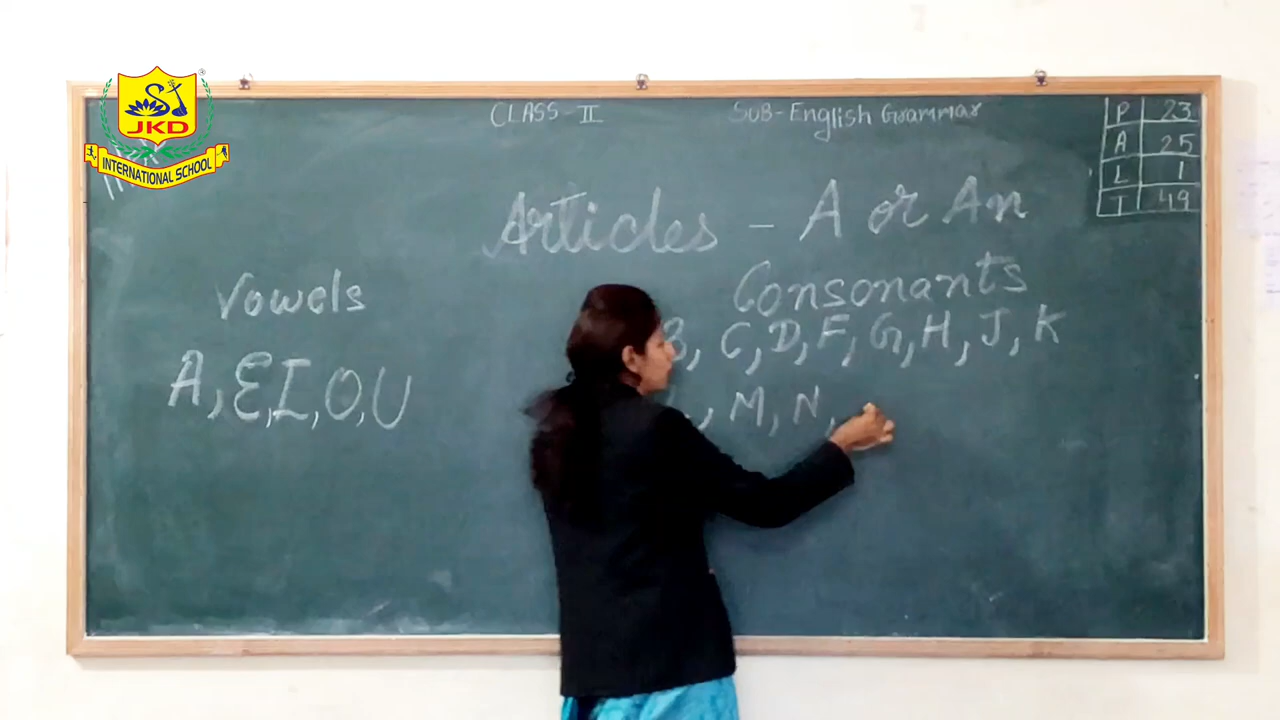 JKD
INTERNATIONAL SCHOOL
CLASS-II
SUB-English Grammar
P 23
A 25
L 1
T 49
Articles - A or An
Vowels
A, E, I, O, U
Consonants
B, C, D, F, G, H, J, K
, M, N,